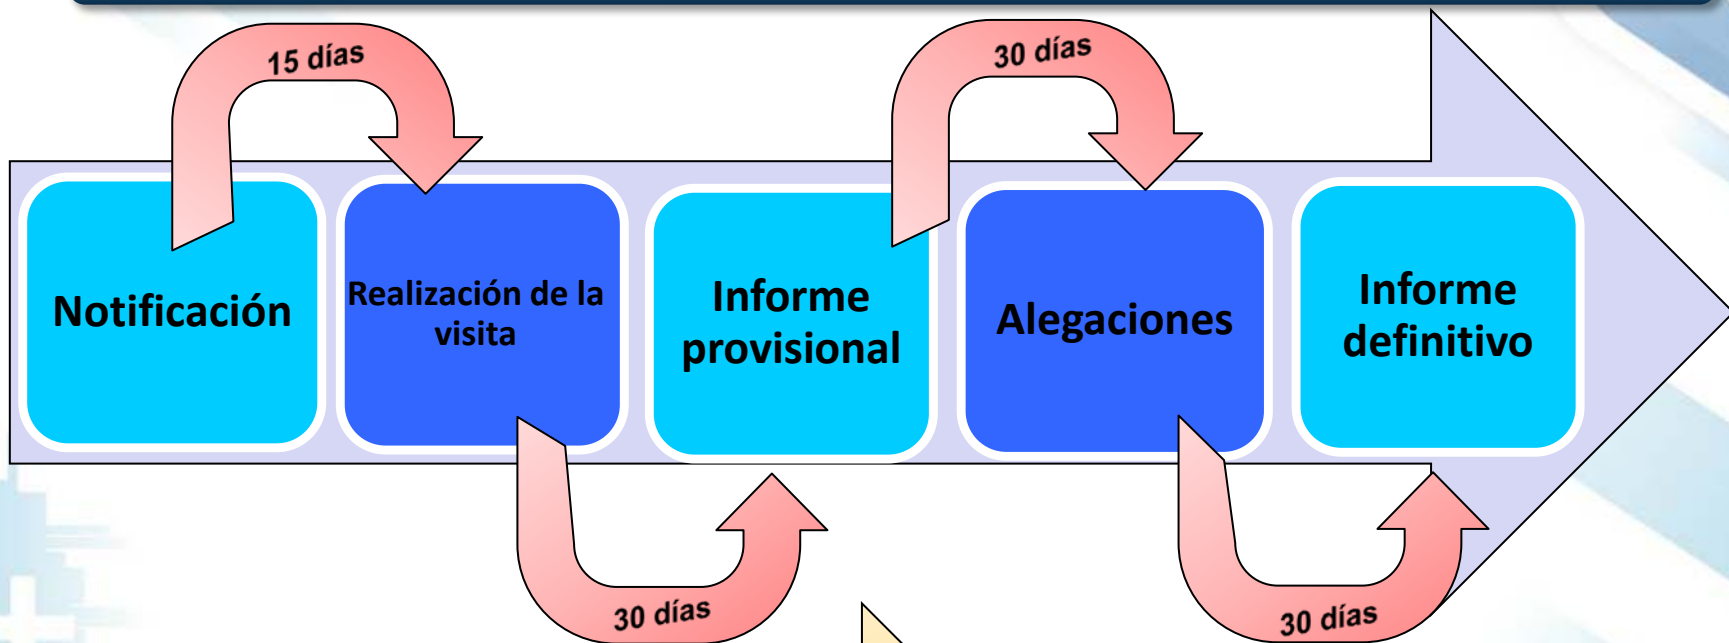 15 días
30 días
Notificación
Realización de la
visita
Informe
provisional
Alegaciones
Informe
definitivo
30 días
30 días